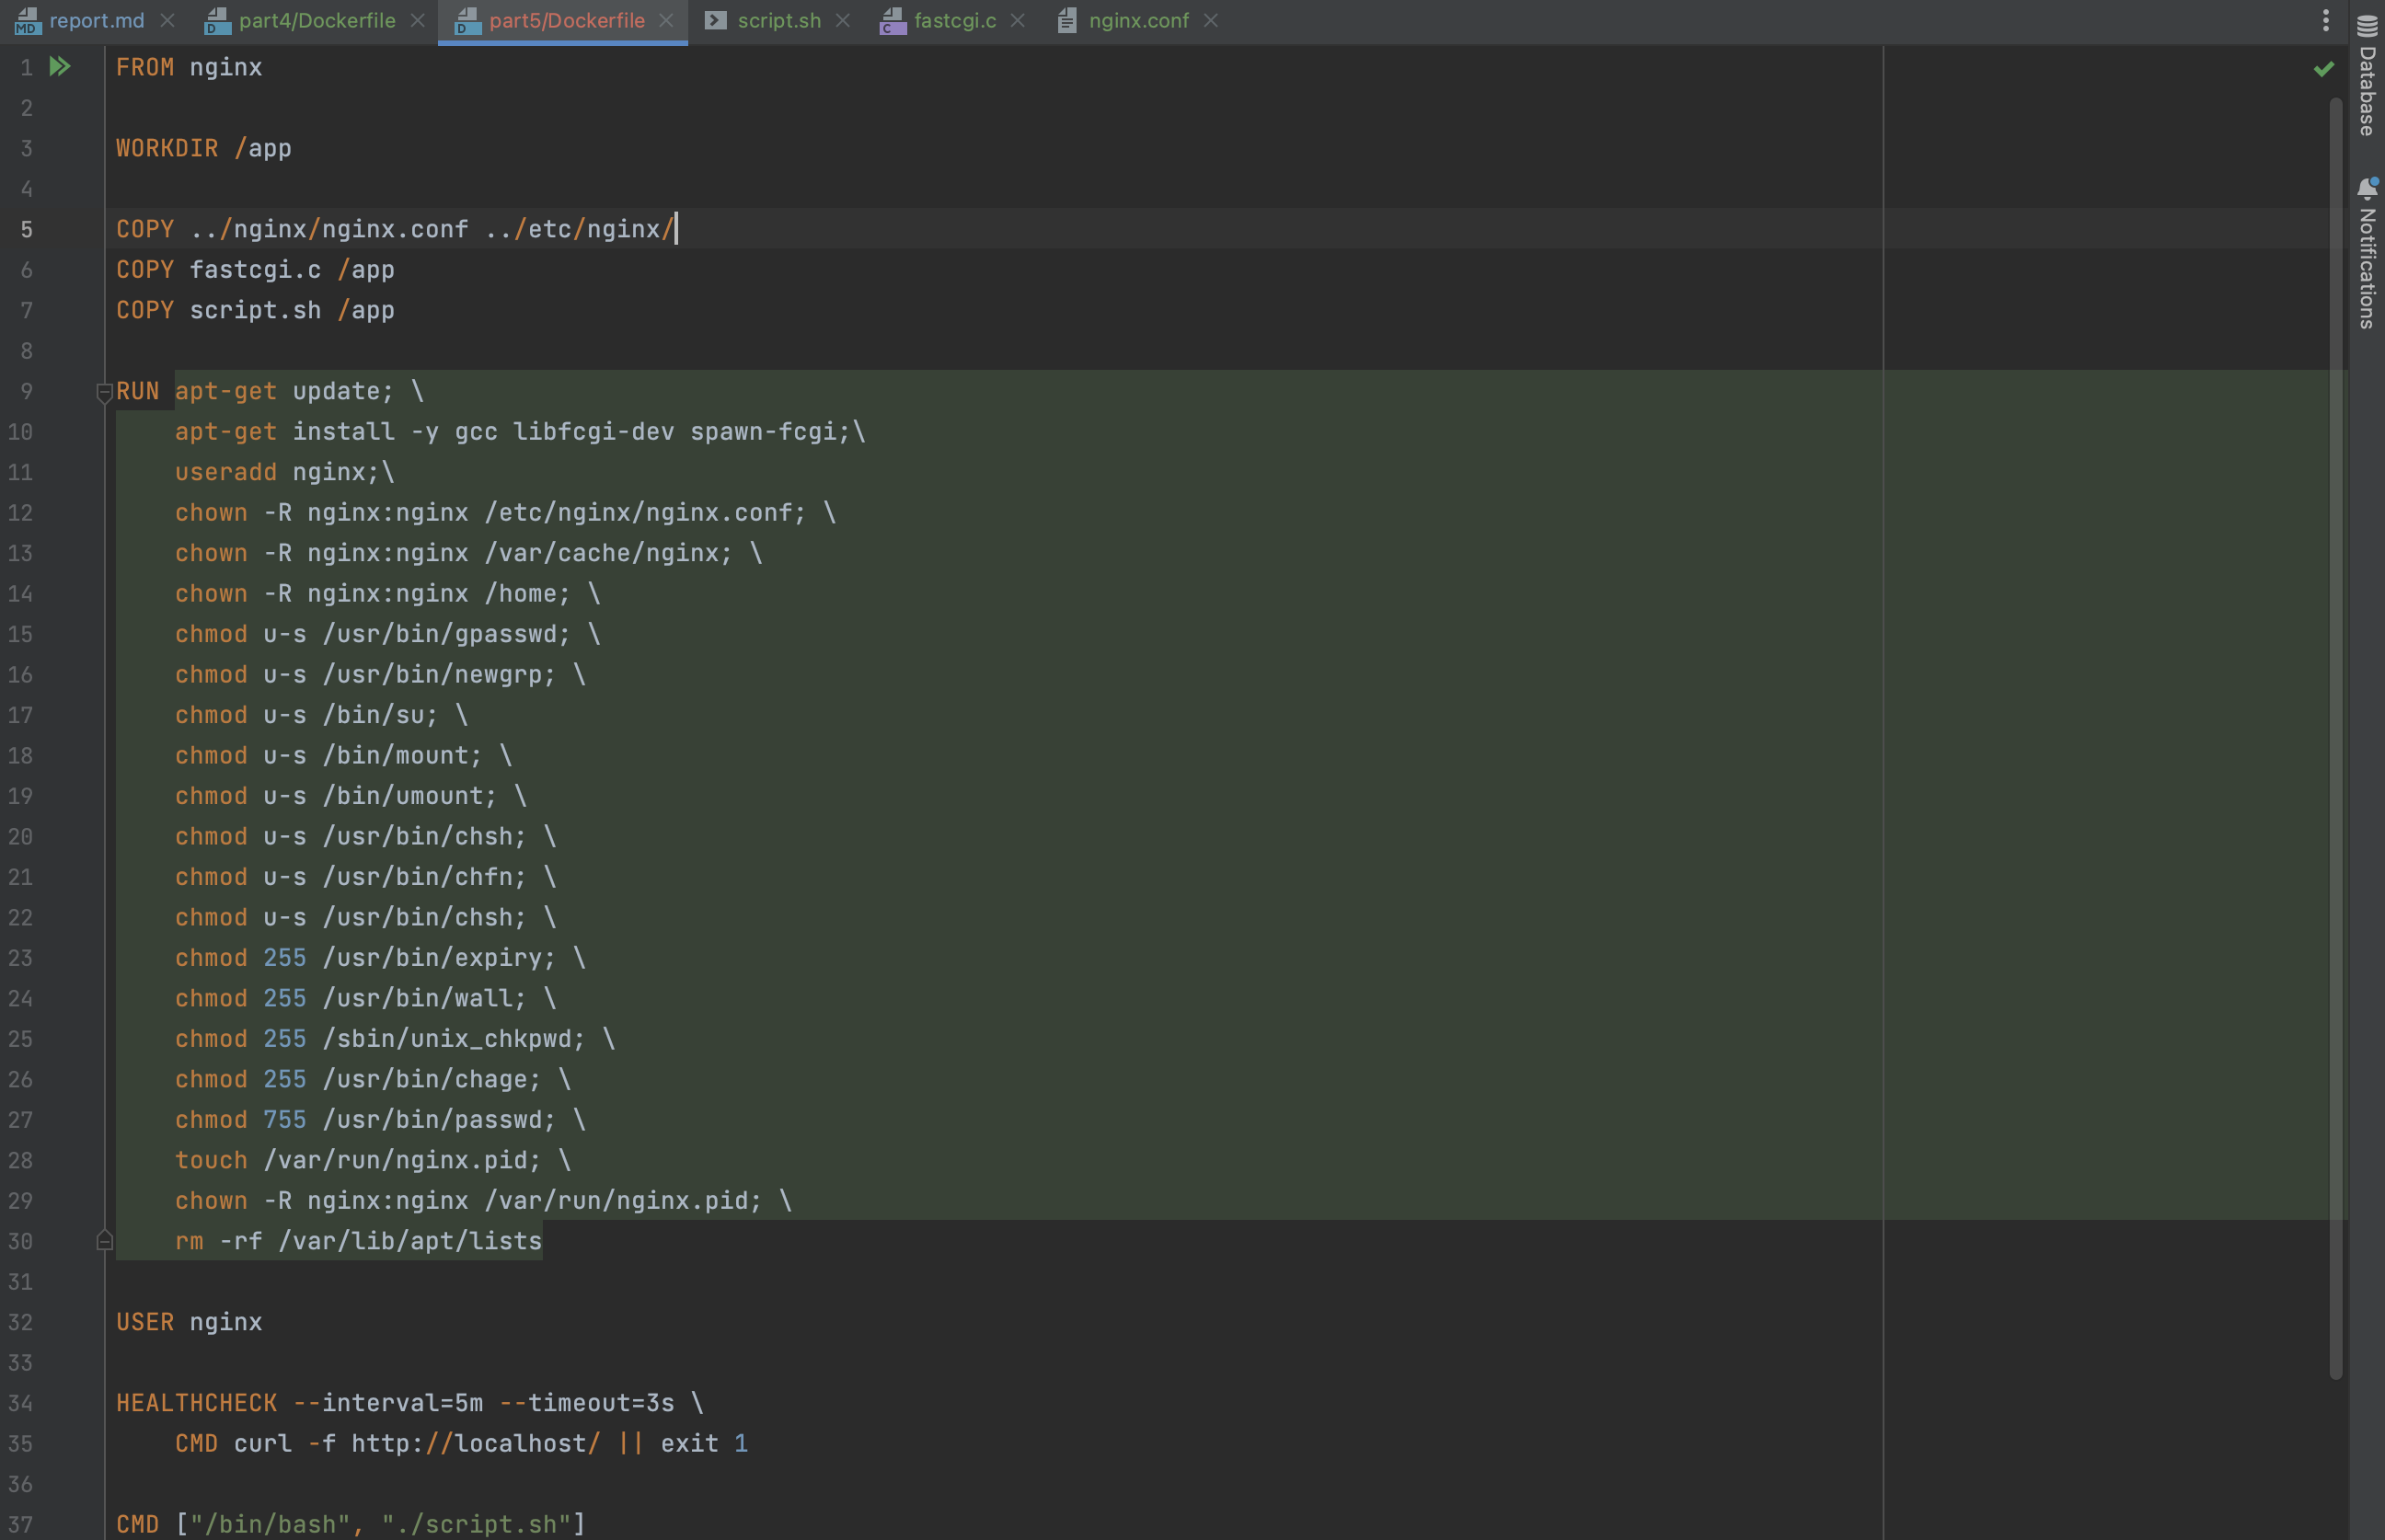 report.md part4/Dockerfile part5/Dockerfile script.sh fastcgi.c nginx.conf
1 FROM nginx
2
3 WORKDIR /app
4
5 COPY ../nginx/nginx.conf ../etc/nginx/
6 COPY fastcgi.c /app
7 COPY script.sh /app
8
9 RUN apt-get update; \
10     apt-get install -y gcc libfcgi-dev spawn-fcgi;\
11     useradd nginx;\
12     chown -R nginx:nginx /etc/nginx/nginx.conf; \
13     chown -R nginx:nginx /var/cache/nginx; \
14     chown -R nginx:nginx /home; \
15     chmod u-s /usr/bin/gpasswd; \
16     chmod u-s /usr/bin/newgrp; \
17     chmod u-s /bin/su; \
18     chmod u-s /bin/mount; \
19     chmod u-s /bin/umount; \
20     chmod u-s /usr/bin/chsh; \
21     chmod u-s /usr/bin/chfn; \
22     chmod u-s /usr/bin/chsh; \
23     chmod 255 /usr/bin/expiry; \
24     chmod 255 /usr/bin/wall; \
25     chmod 255 /sbin/unix_chkpwd; \
26     chmod 255 /usr/bin/chage; \
27     chmod 755 /usr/bin/passwd; \
28     touch /var/run/nginx.pid; \
29     chown -R nginx:nginx /var/run/nginx.pid; \
30     rm -rf /var/lib/apt/lists
31
32 USER nginx
33
34 HEALTHCHECK --interval=5m --timeout=3s \
35     CMD curl -f http://localhost/ || exit 1
36
37 CMD ["/bin/bash", "./script.sh"]
Database
Notifications